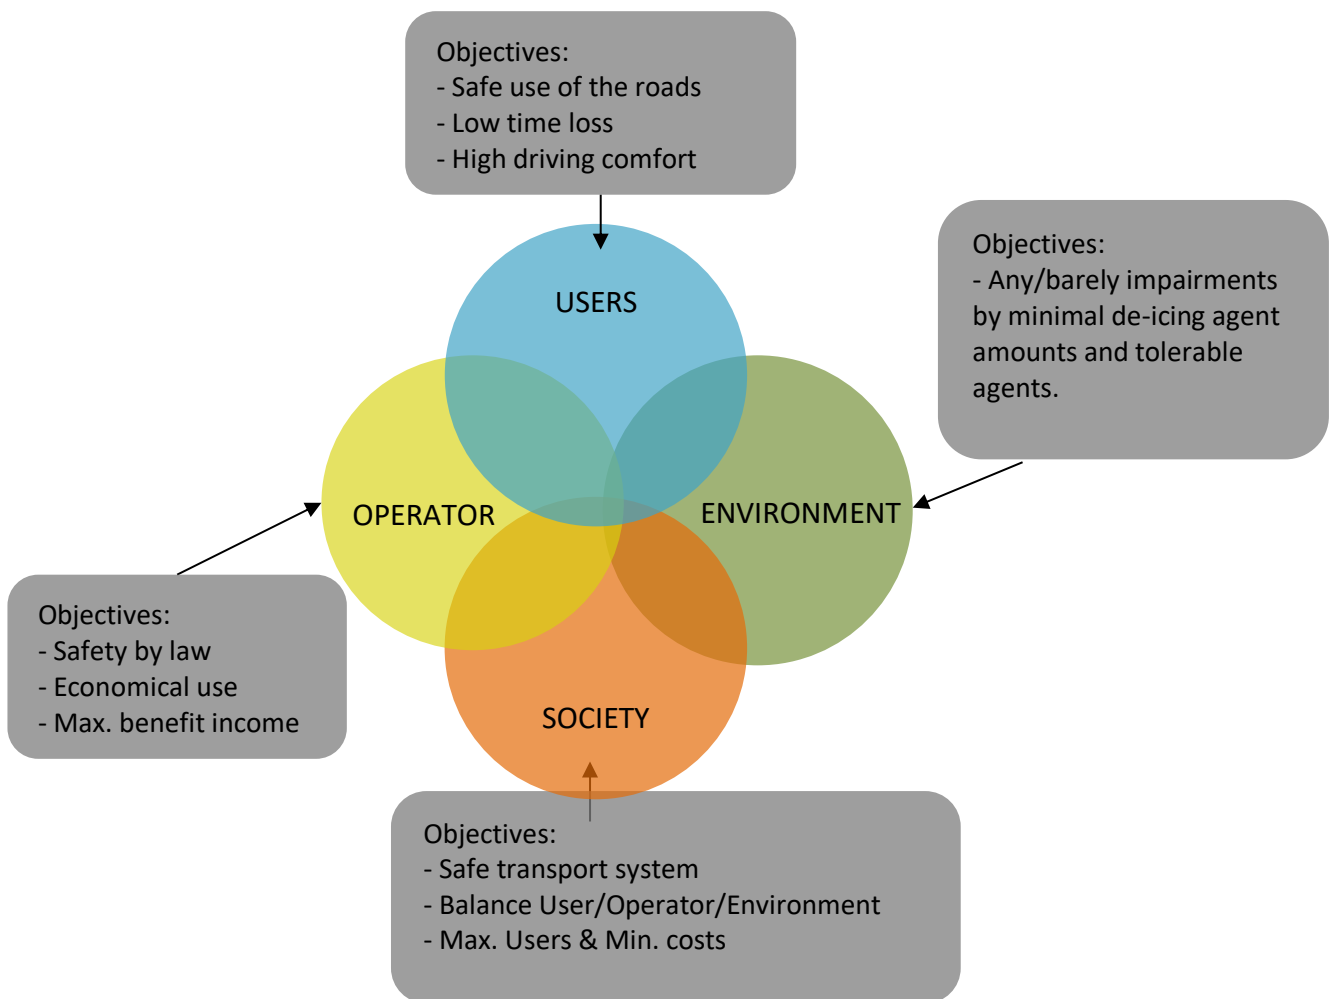 Objectives:
- Safe use of the roads
- Low time loss
- High driving comfort
Objectives:
- Any/barely impairments
by minimal de-icing agent
amounts and tolerable
agents.
USERS
OPERATOR
ENVIRONMENT
SOCIETY
Objectives:
- Safety by law
- Economical use
- Max. benefit income
Objectives:
- Safe transport system
- Balance User/Operator/Environment
- Max. Users & Min. costs